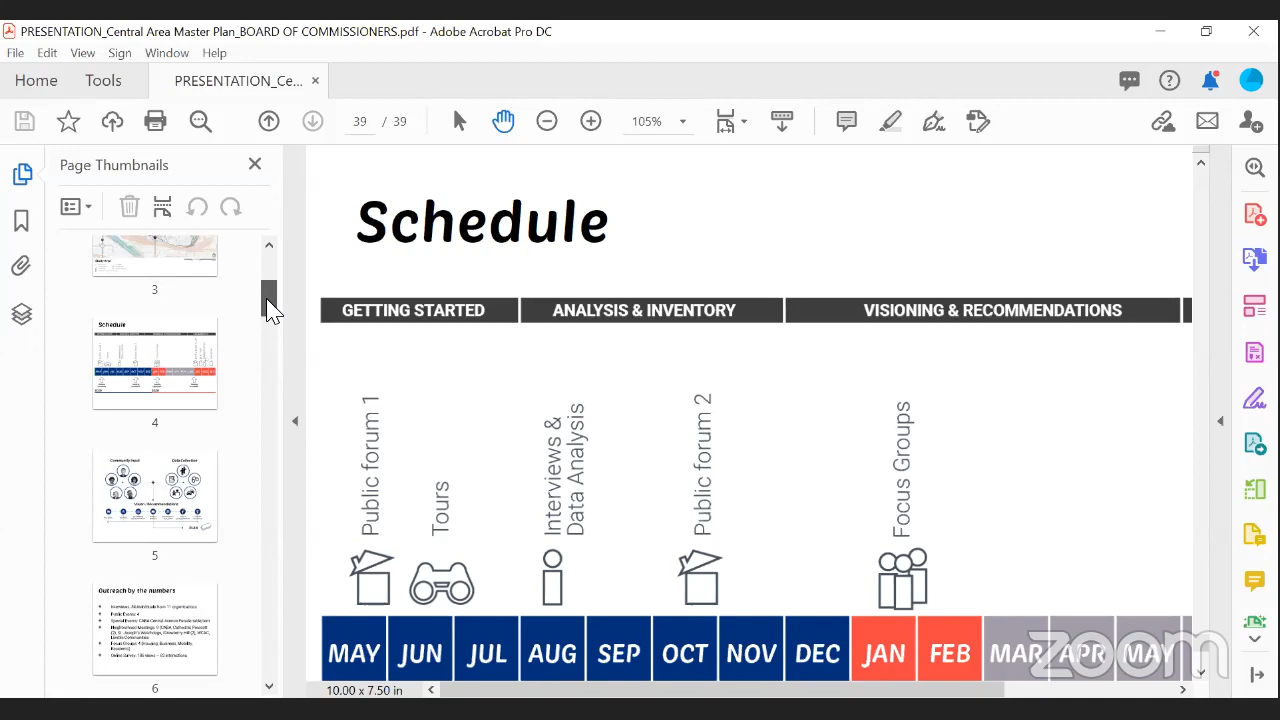 PRESENTATION_Central Area Master Plan_BOARD OF COMMISSIONERS.pdf - Adobe Acrobat Pro DC
File Edit View Sign Window Help
Home Tools PRESENTATION_Ce... ×
39 / 39 105%
Page Thumbnails
3
Schedule
4
5
Outreach by the numbers
6
Schedule
GETTING STARTED ANALYSIS & INVENTORY VISIONING & RECOMMENDATIONS
Public forum 1
Tours
Interviews &
Data Analysis
Public forum 2
Focus Groups
MAY JUN JUL AUG SEP OCT NOV DEC JAN FEB MAR APR MAY
zoom
10.00 x 7.50 in